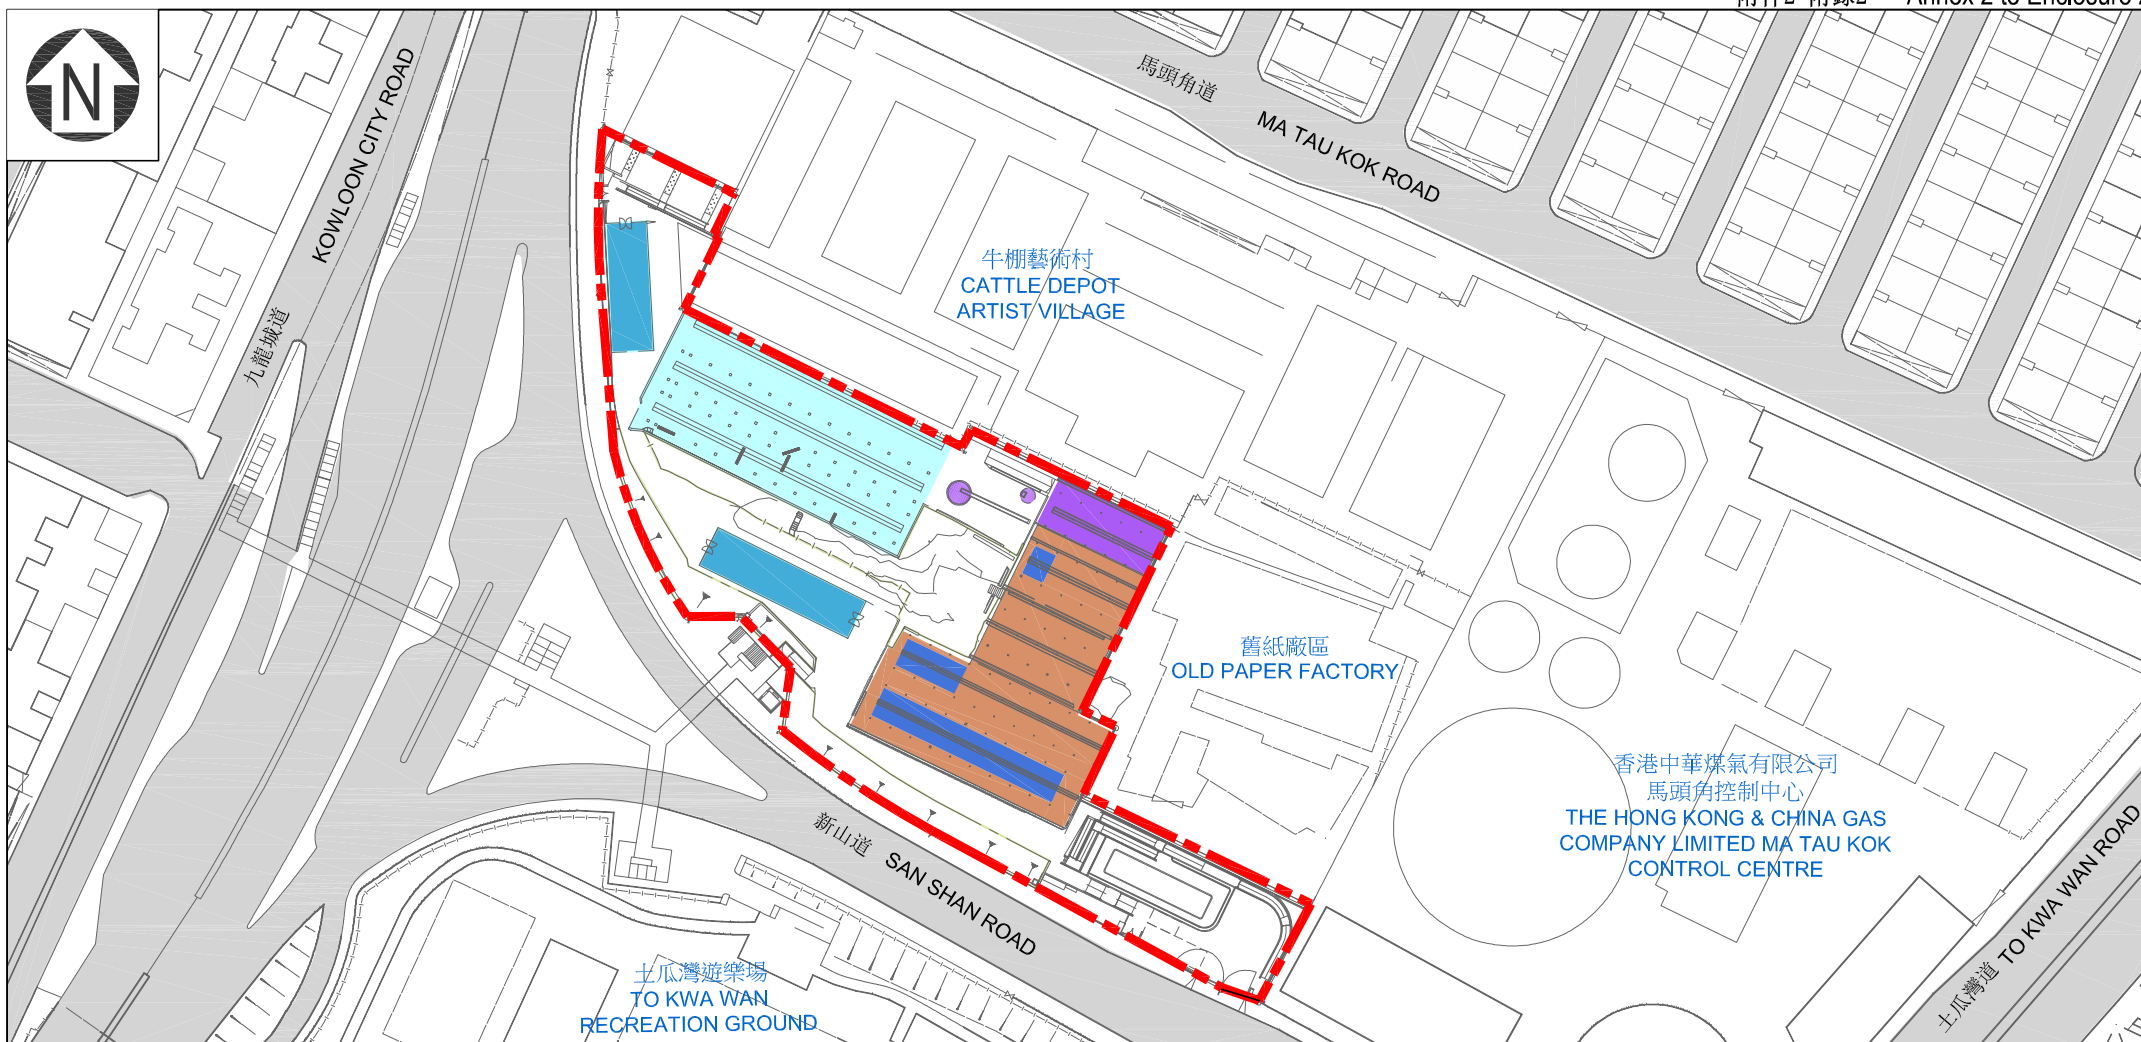 Annex 2 to Enclosure
N
KOWLOON CITY ROAD
九龍城道
馬頭角道
MA TAU KOK ROAD
牛棚藝術村
CATTLE DEPOT
ARTIST VILLAGE
舊紙廠區
OLD PAPER FACTORY
香港中華煤氣有限公司
馬頭角控制中心
THE HONG KONG & CHINA GAS
COMPANY LIMITED MA TAU KOK
CONTROL CENTRE
新山道
SAN SHAN ROAD
土瓜灣遊樂場
TO KWA WAN
RECREATION GROUND
土瓜灣道
TO KWA WAN ROAD